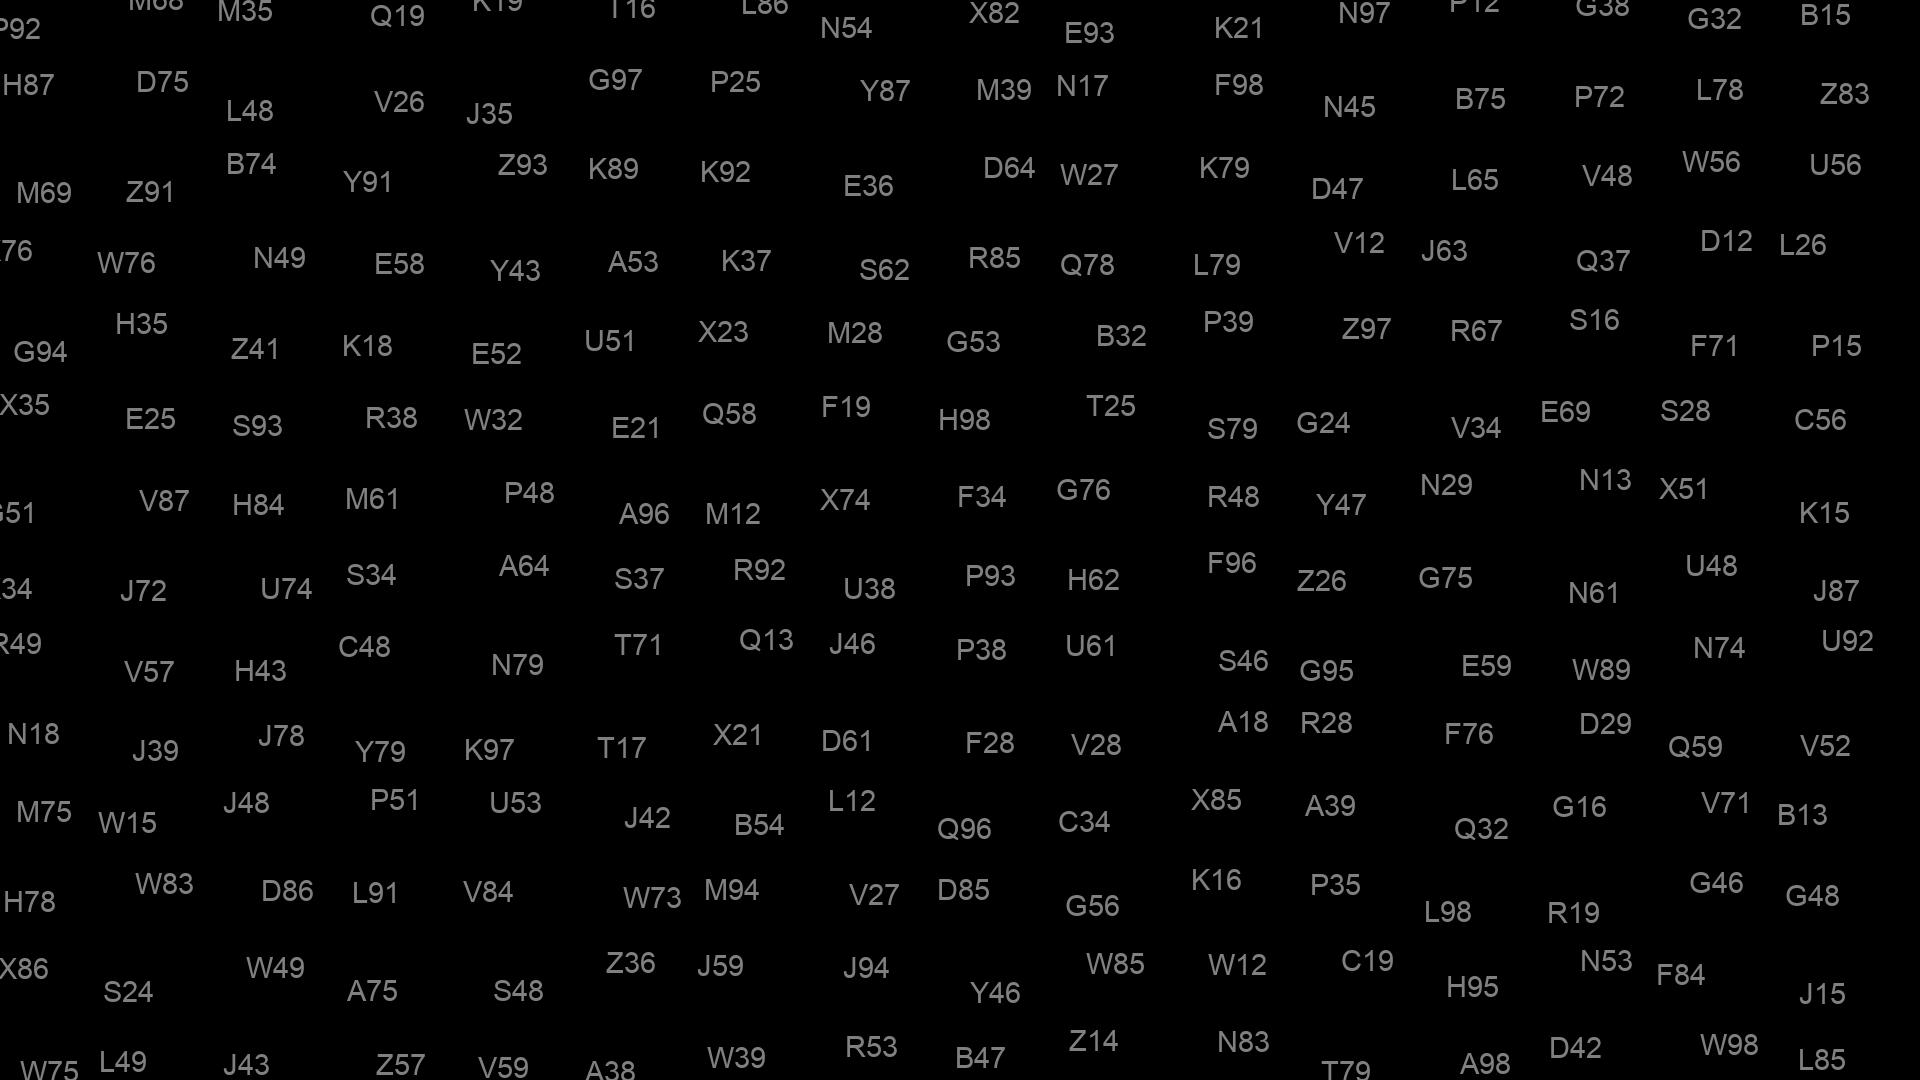 P92 M68 M35 Q19 K19 T16 L86 N54 X82 E93 K21 N97 P12 G38 G32 B15
H87 D75 L48 V26 J35 G97 P25 Y87 M39 N17 F98 N45 B75 P72 L78 Z83
M69 Z91 B74 Y91 Z93 K89 K92 E36 D64 W27 K79 D47 L65 V48 W56 U56
76 W76 N49 E58 Y43 A53 K37 S62 R85 Q78 L79 V12 J63 Q37 D12 L26
G94 H35 Z41 K18 E52 U51 X23 M28 G53 B32 P39 Z97 R67 S16 F71 P15
X35 E25 S93 R38 W32 E21 Q58 F19 H98 T25 S79 G24 V34 E69 S28 C56
51 V87 H84 M61 P48 A96 M12 X74 F34 G76 R48 Y47 N29 N13 X51 K15
34 J72 U74 S34 A64 S37 R92 U38 P93 H62 F96 Z26 G75 N61 U48 J87
R49 V57 H43 C48 N79 T71 Q13 J46 P38 U61 S46 G95 E59 W89 N74 U92
N18 J39 J78 Y79 K97 T17 X21 D61 F28 V28 A18 R28 F76 D29 Q59 V52
M75 W15 J48 P51 U53 J42 B54 L12 Q96 C34 X85 A39 Q32 G16 V71 B13
H78 W83 D86 L91 V84 W73 M94 V27 D85 G56 K16 P35 L98 R19 G46 G48
X86 S24 W49 A75 S48 Z36 J59 J94 Y46 W85 W12 C19 H95 N53 F84 J15
W75 L49 J43 Z57 V59 A38 W39 R53 B47 Z14 N83 T79 A98 D42 W98 L85